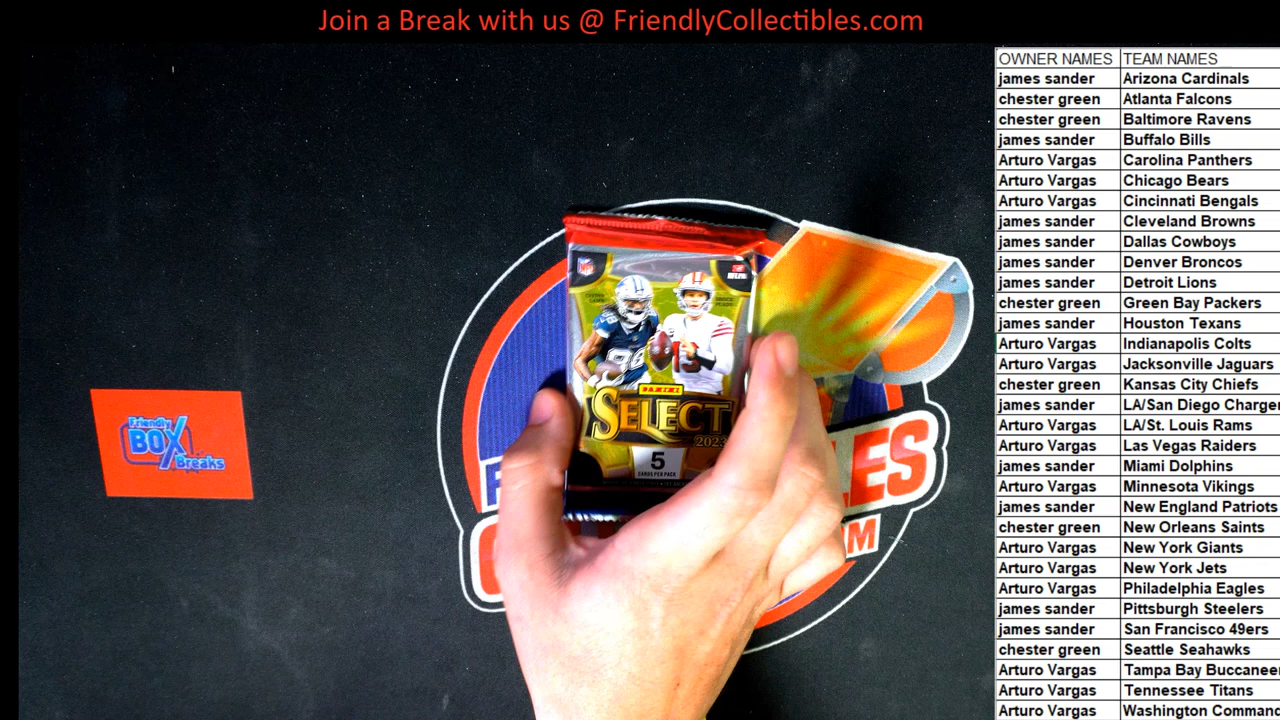 Join a Break with us @ FriendlyCollectibles.com
OWNER NAMES TEAM NAMES
james sander Arizona Cardinals
chester green Atlanta Falcons
chester green Baltimore Ravens
james sander Buffalo Bills
Arturo Vargas Carolina Panthers
Arturo Vargas Chicago Bears
Arturo Vargas Cincinnati Bengals
james sander Cleveland Browns
james sander Dallas Cowboys
james sander Denver Broncos
james sander Detroit Lions
chester green Green Bay Packers
james sander Houston Texans
Arturo Vargas Indianapolis Colts
Arturo Vargas Jacksonville Jaguars
chester green Kansas City Chiefs
james sander LA/San Diego Charger
Arturo Vargas LA/St. Louis Rams
Arturo Vargas Las Vegas Raiders
james sander Miami Dolphins
Arturo Vargas Minnesota Vikings
james sander New England Patriots
chester green New Orleans Saints
Arturo Vargas New York Giants
Arturo Vargas New York Jets
Arturo Vargas Philadelphia Eagles
james sander Pittsburgh Steelers
james sander San Francisco 49ers
chester green Seattle Seahawks
Arturo Vargas Tampa Bay Buccaneer
Arturo Vargas Tennessee Titans
Arturo Vargas Washington Command
Friendly
BOX
Breaks
NFL
PANINI
SELECT
2023
5
CARDS PER PACK
LES
M